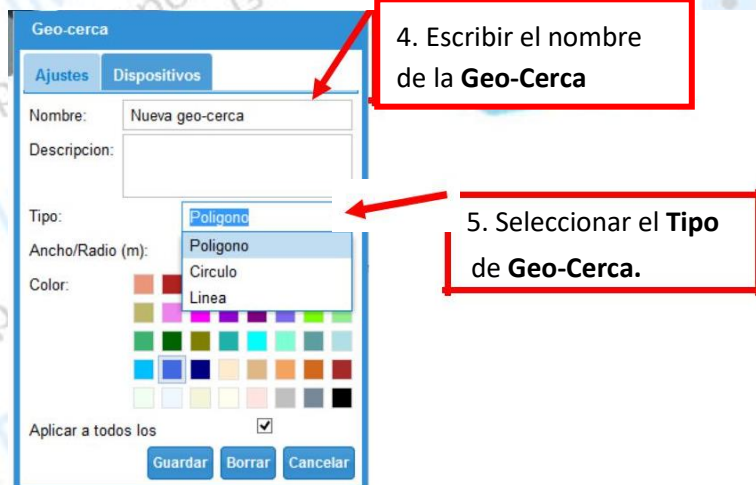 Geo-cerca
Ajustes Dispositivos
Nombre: Nueva geo-cerca
Descripcion:
Tipo: Poligono
Ancho/Radio (m): Poligono
Circulo
Linea
Color:
Aplicar a todos los
Guardar Borrar Cancelar
4. Escribir el nombre
de la Geo-Cerca
5. Seleccionar el Tipo
de Geo-Cerca.